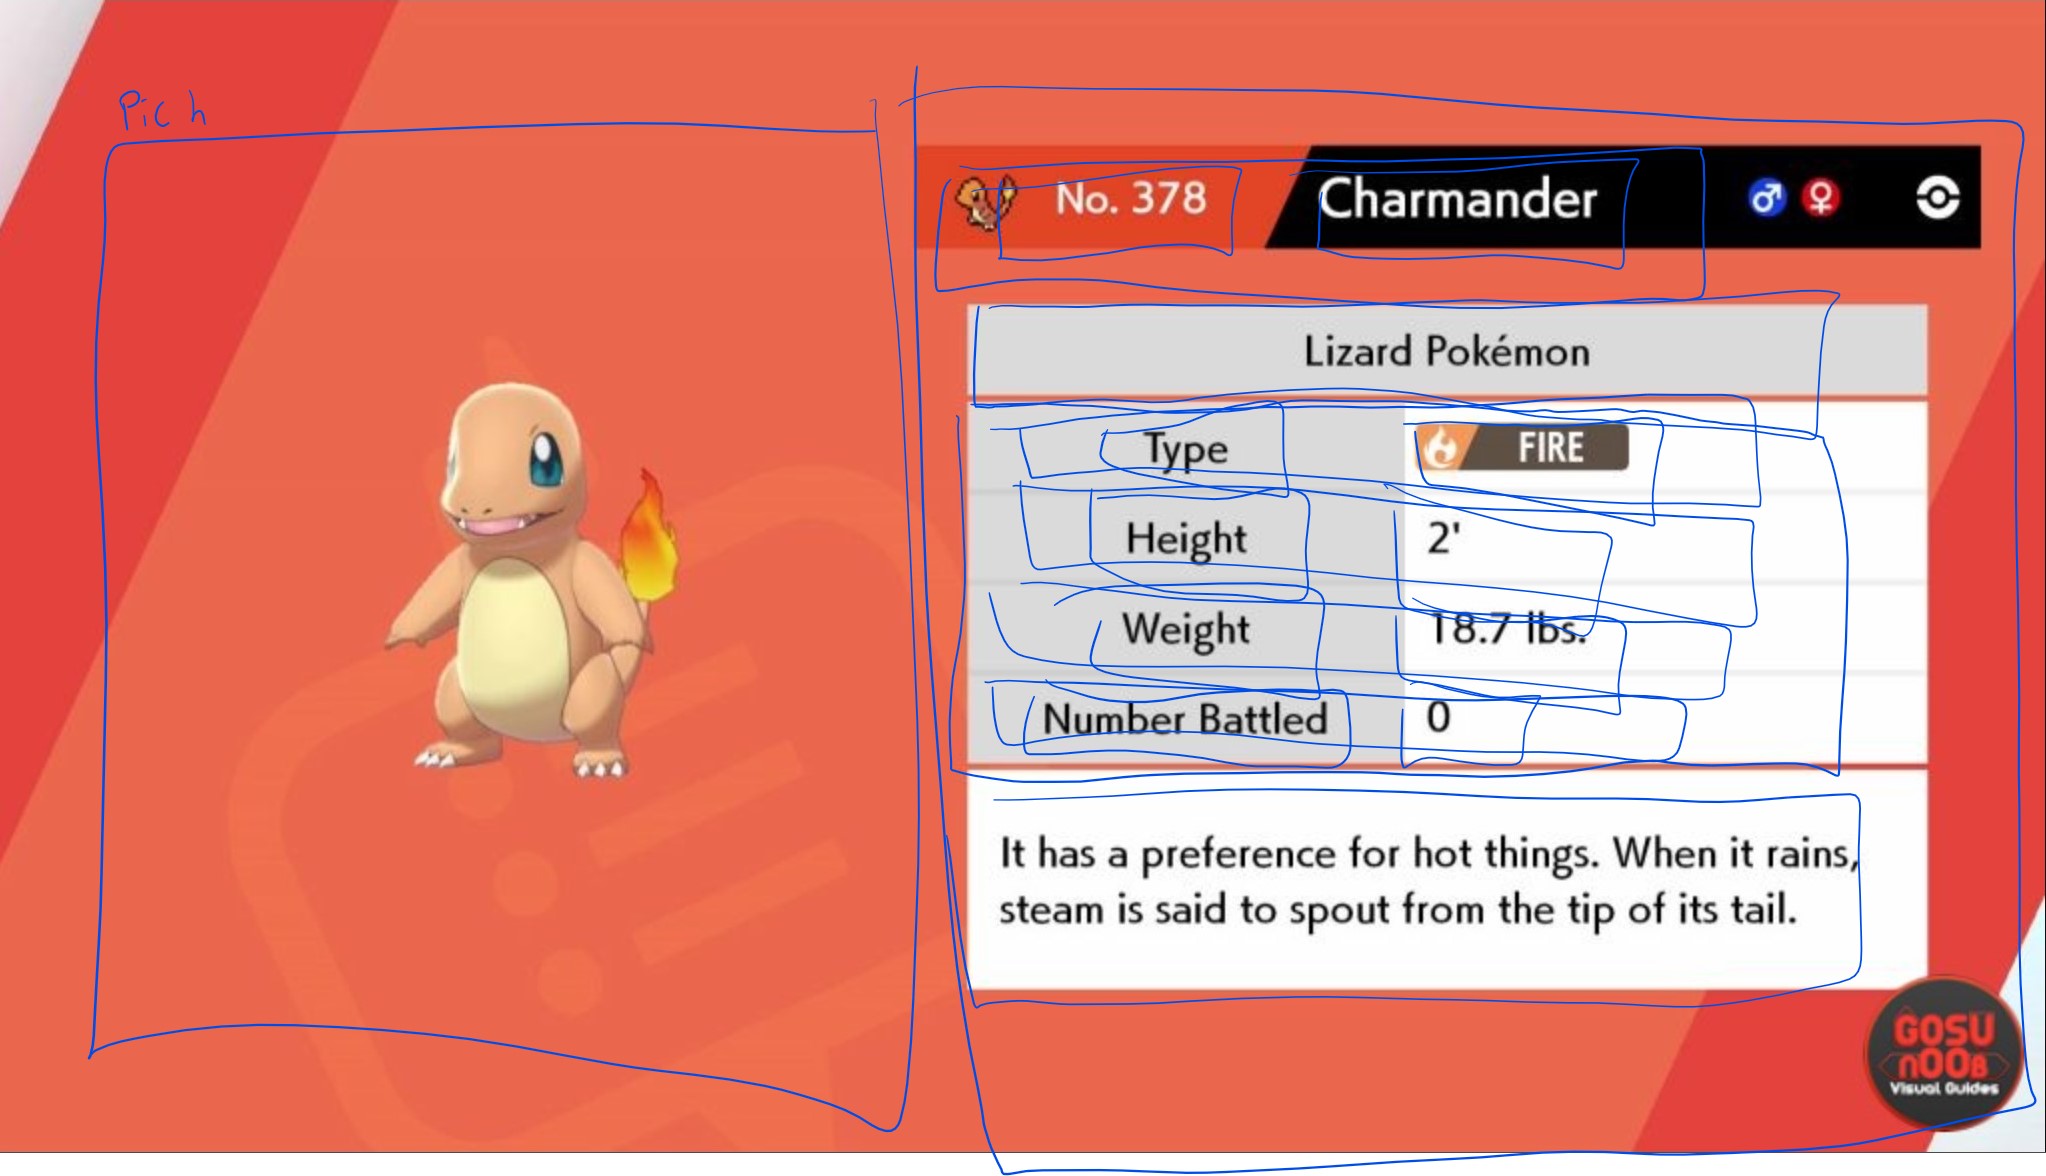 Pic h
No. 378 Charmander
Lizard Pokémon
Type FIRE
Height 2'
Weight 18.7 lbs.
Number Battled 0
It has a preference for hot things. When it rains,
steam is said to spout from the tip of its tail.
GOSU
nOOB
Visual Guides